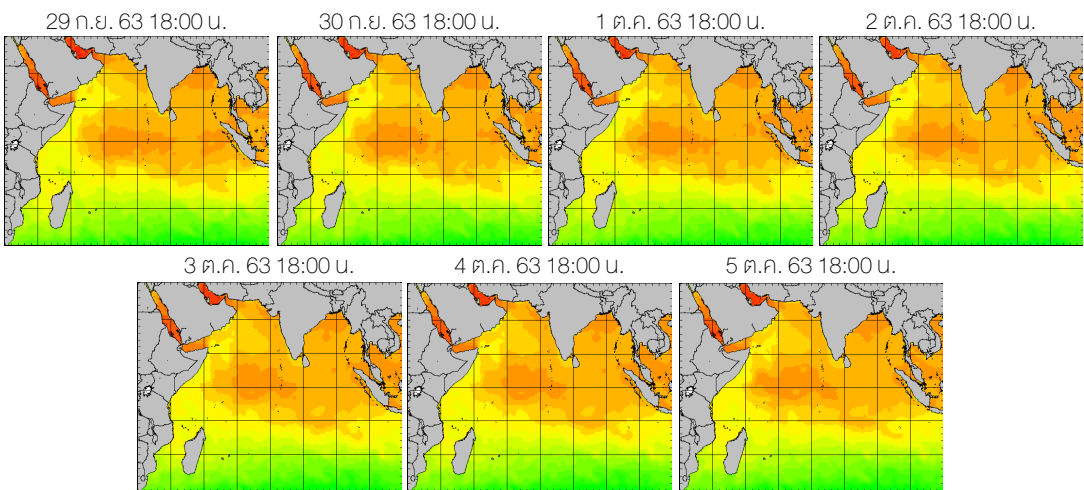 29 ก.ย. 63 18:00 น.
30 ก.ย. 63 18:00 น.
1 ต.ค. 63 18:00 น.
2 ต.ค. 63 18:00 น.
3 ต.ค. 63 18:00 น.
4 ต.ค. 63 18:00 น.
5 ต.ค. 63 18:00 น.